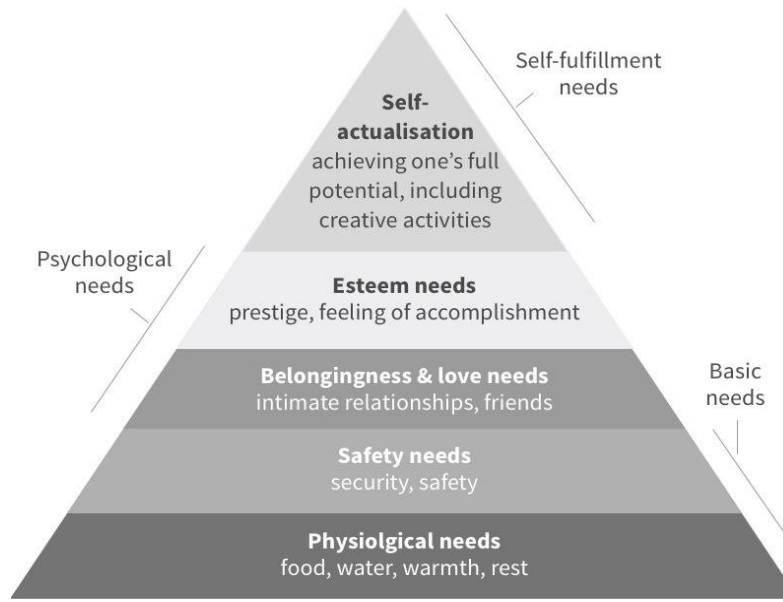 Self-fulfillment
needs
Self-
actualisation
achieving one’s full
potential, including
creative activities
Psychological
needs
Esteem needs
prestige, feeling of accomplishment
Belongingness & love needs
intimate relationships, friends
Basic
needs
Safety needs
security, safety
Physiolgical needs
food, water, warmth, rest